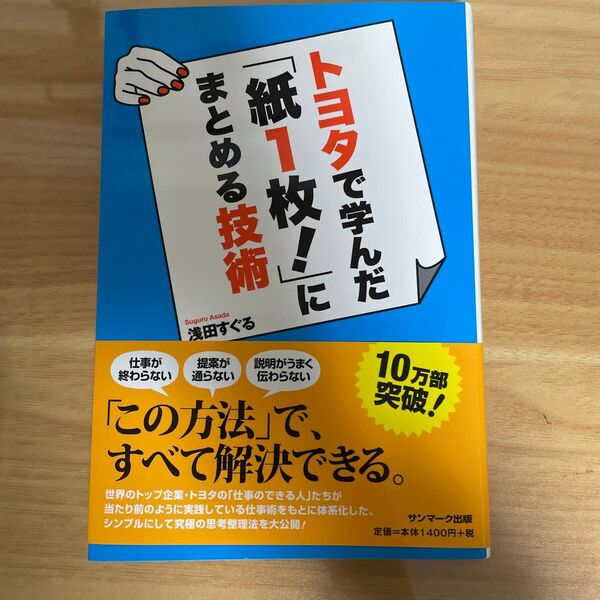 トヨタで学んだ
「紙1枚！」に
まとめる技術
Suguru Asada
浅田すぐる
仕事が
終わらない
提案が
通らない
説明がうまく
伝わらない
10万部
突破！
「この方法」で、
すべて解決できる。
世界のトップ企業・トヨタの「仕事のできる人」たちが
当たり前のように実践している仕事術をもとに体系化した、
シンプルにして究極の思考整理法を大公開！
サンマーク出版
定価＝本体1400円＋税